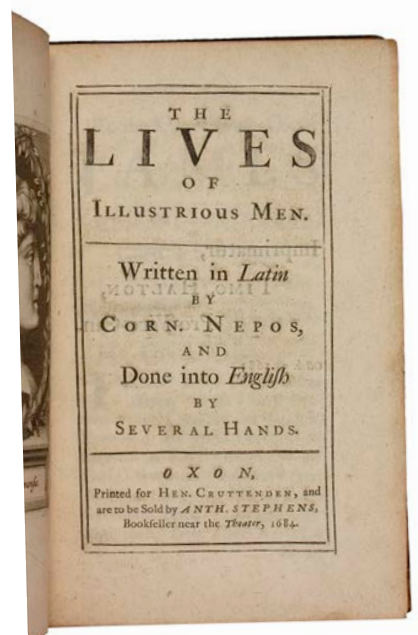 THE
LIVES
OF
ILLUSTRIOUS MEN.
Written in Latin
BY
CORN. NEPOS,
AND
Done into Engliſh
BY
SEVERAL HANDS.
OXON,
Printed for HEN. CRUTTENDEN, and
are to be Sold by ANTH. STEPHENS,
Bookſeller near the Theater, 1684.